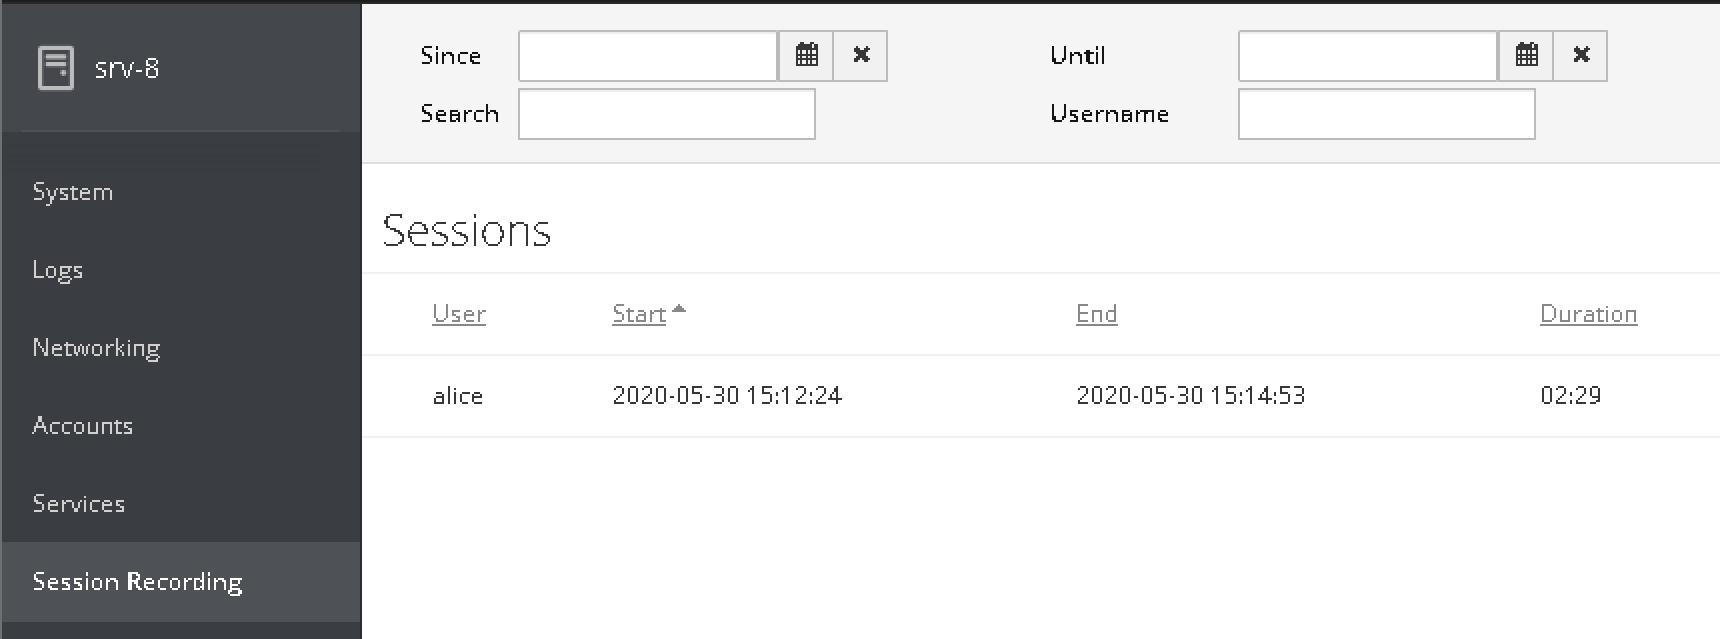 srv-8
System
Logs
Networking
Accounts
Services
Session Recording
Since
Until
Search
Username
Sessions
User Start End Duration
alice 2020-05-30 15:12:24 2020-05-30 15:14:53 02:29